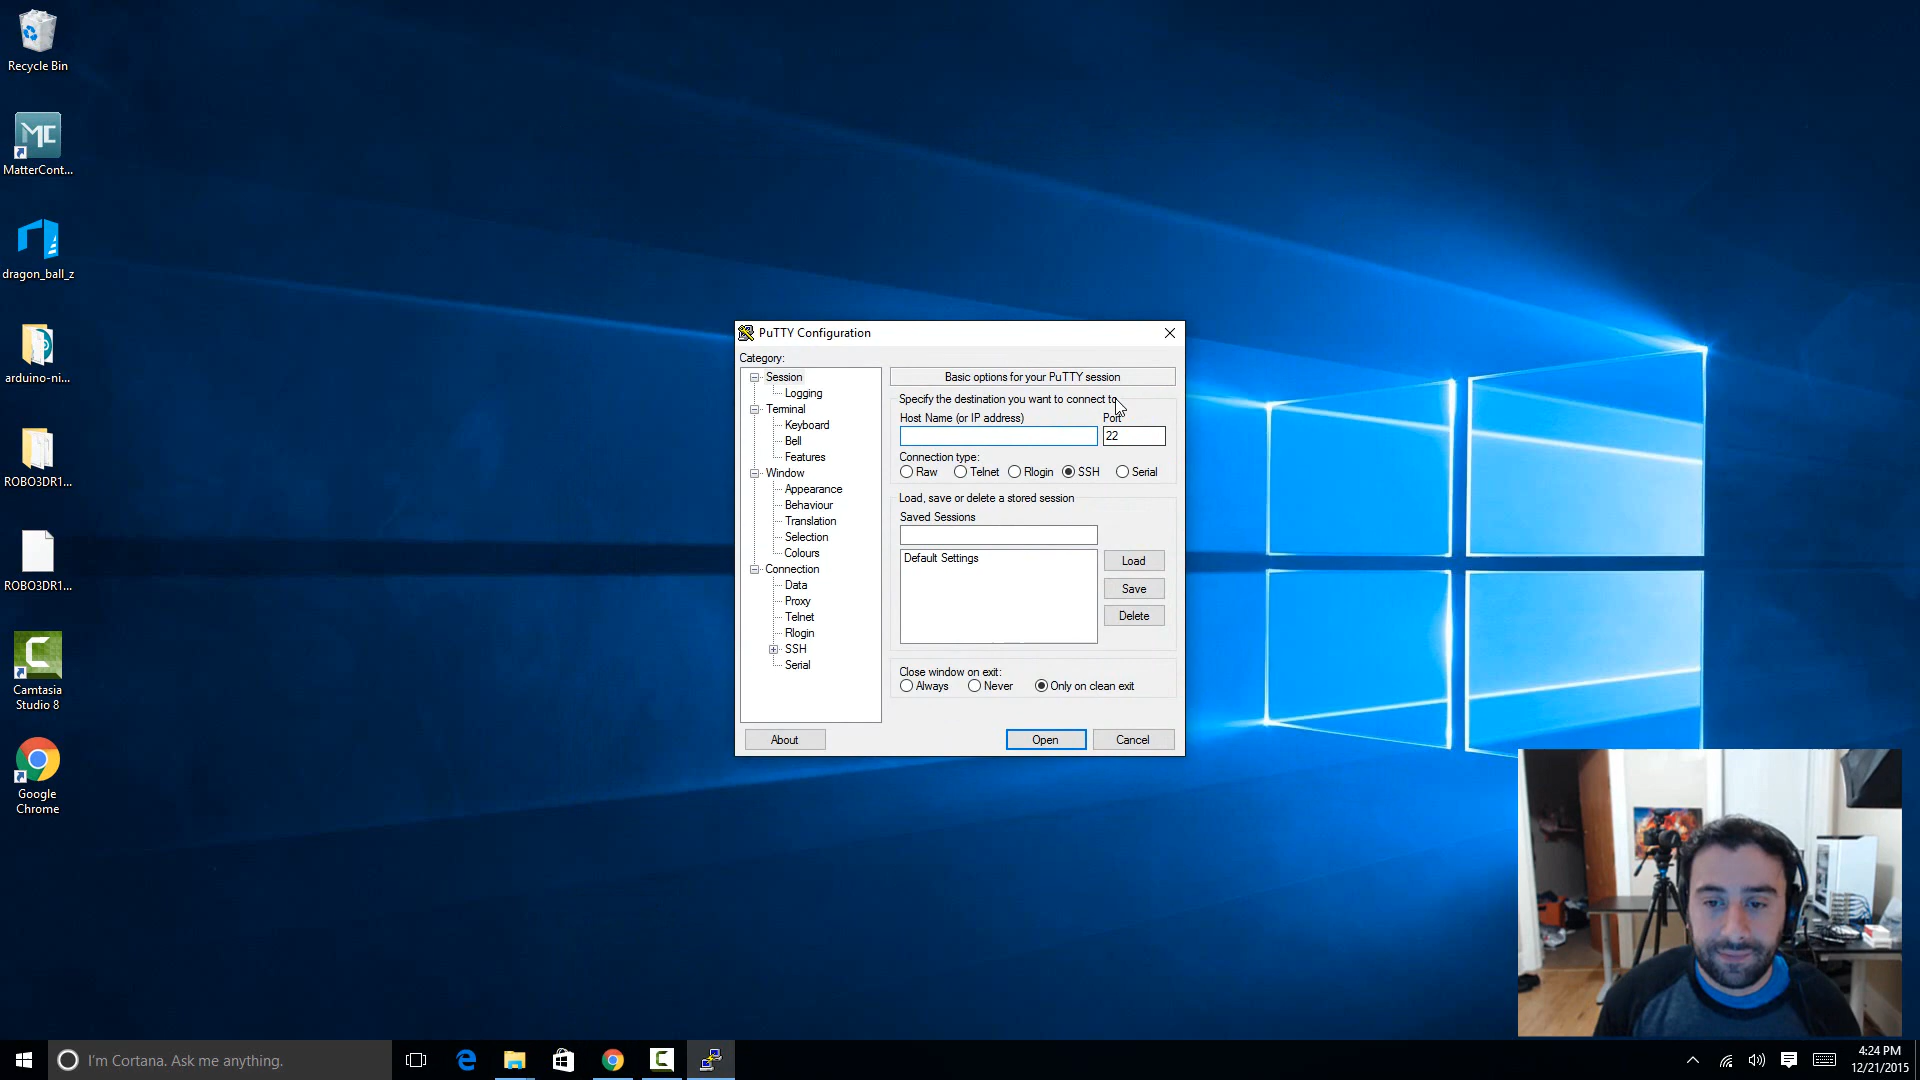 Recycle Bin
MatterCont...
dragon_ball_z
arduino-ni...
ROBO3DR1...
ROBO3DR1...
Camtasia
Studio 8
Google
Chrome
PuTTY Configuration
Category:
Session
Logging
Terminal
Keyboard
Bell
Features
Window
Appearance
Behaviour
Translation
Selection
Colours
Connection
Data
Proxy
Telnet
Rlogin
SSH
Serial
Basic options for your PuTTY session
Specify the destination you want to connect to
Host Name (or IP address) Port
22
Connection type:
Raw Telnet Rlogin SSH Serial
Load, save or delete a stored session
Saved Sessions
Default Settings
Load
Save
Delete
Close window on exit:
Always Never Only on clean exit
About Open Cancel
I'm Cortana. Ask me anything.
4:24 PM
12/21/2015